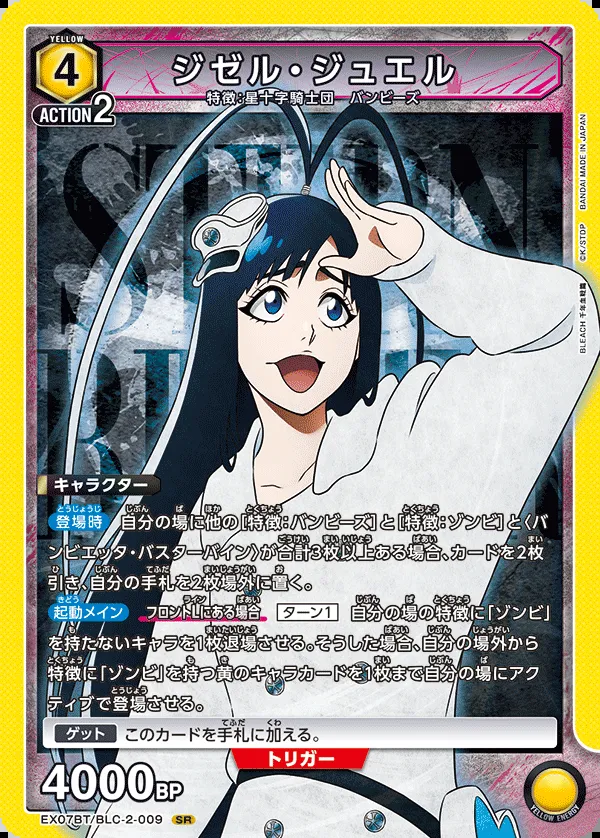 YELLOW
4
ACTION2
ジゼル・ジュエル
特徴:星十字騎士団 バンビーズ
BLEACH 千年血戦篇 ©K/STDP BANDAI MADE IN JAPAN
STERN
キャラクター
登場時 自分の場に他の[特徴:バンビーズ]と[特徴:ゾンビ]と〈バ
ンビエッタ・バスターバイン〉が合計3枚以上ある場合、カードを2枚
引き、自分の手札を2枚場外に置く。
起動メイン フロントLにある場合 ターン1 自分の場の特徴に「ゾンビ」
を持たないキャラを1枚退場させる。そうした場合、自分の場外から
特徴に「ゾンビ」を持つ黄のキャラカードを1枚まで自分の場にアク
ティブで登場させる。
ゲット このカードを手札に加える。
トリガー
4000BP
YELLOW ENERGY
EX07BT/BLC-2-009 SR